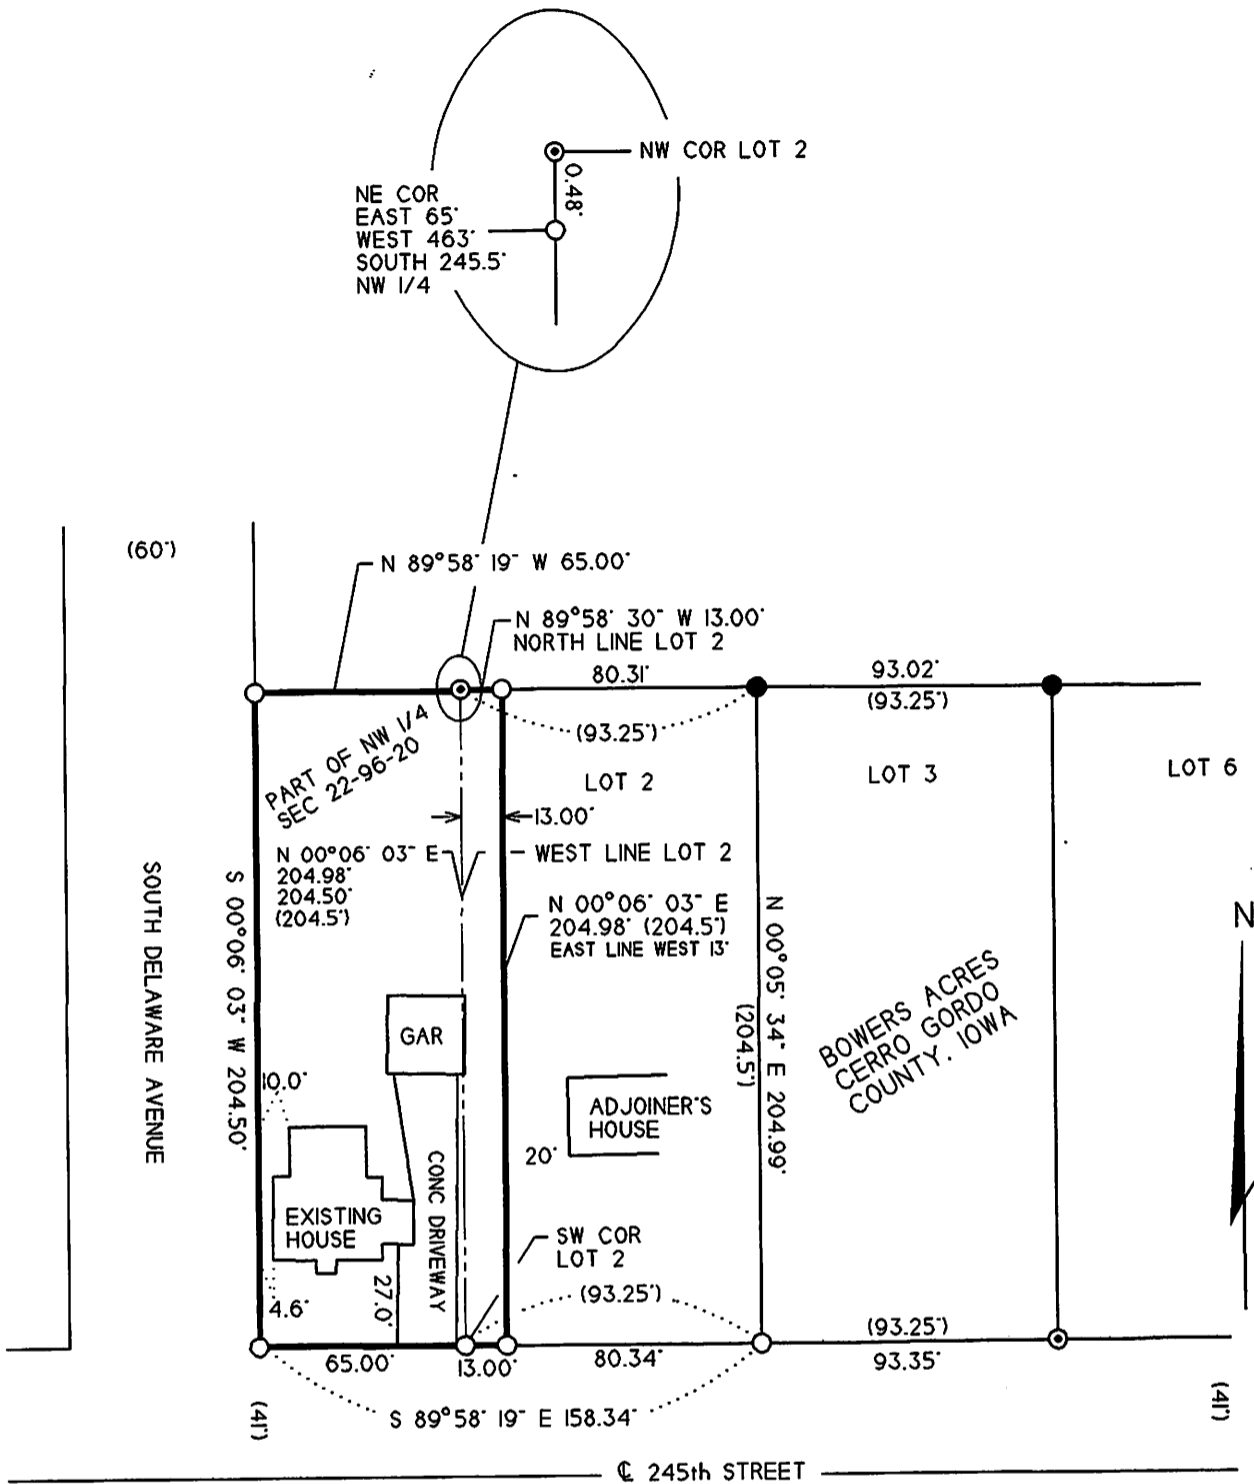 NW COR LOT 2
0.48'
NE COR
EAST 65'
WEST 463'
SOUTH 245.5'
NW 1/4
(60')
N 89°58' 19" W 65.00'
N 89°58' 30" W 13.00'
NORTH LINE LOT 2
80.31'
93.02'
(93.25')
(93.25')
PART OF NW 1/4
SEC 22-96-20
LOT 2
LOT 3
LOT 6
13.00'
N 00°06' 03" E
204.98'
204.50'
(204.5')
WEST LINE LOT 2
N 00°06' 03" E
204.98' (204.5')
EAST LINE WEST 13'
SOUTH DELAWARE AVENUE
S 00°06' 03" W 204.50'
N 00°05' 34" E 204.99'
(204.5')
BOWERS ACRES
CERRO GORDO
COUNTY, IOWA
N
GAR
10.0'
ADJOINER'S
HOUSE
20'
CONC DRIVEWAY
EXISTING
HOUSE
SW COR
LOT 2
27.0'
4.6'
(93.25')
(93.25')
65.00'
13.00'
80.34'
93.35'
S 89°58' 19" E 158.34'
(41')
(41')
℄ 245th STREET